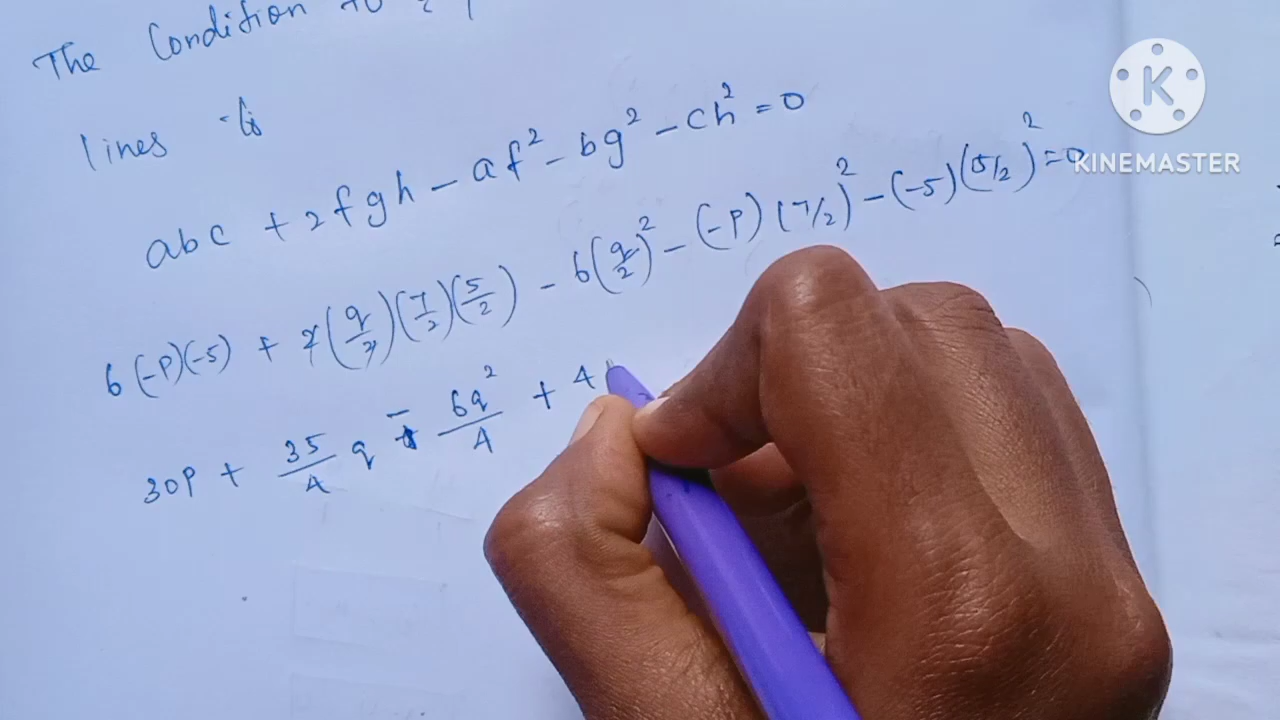 The Condition to
lines is
abc + 2fgh - af² - bg² - ch² = 0
6(-P)(-5) + 2(q/2)(7/2)(5/2) - 6(q/2)² - (-P)(7/2)² - (-5)(5/2)² = 0
30P + 35/4 q - 6q²/4 + 4
KINEMASTER